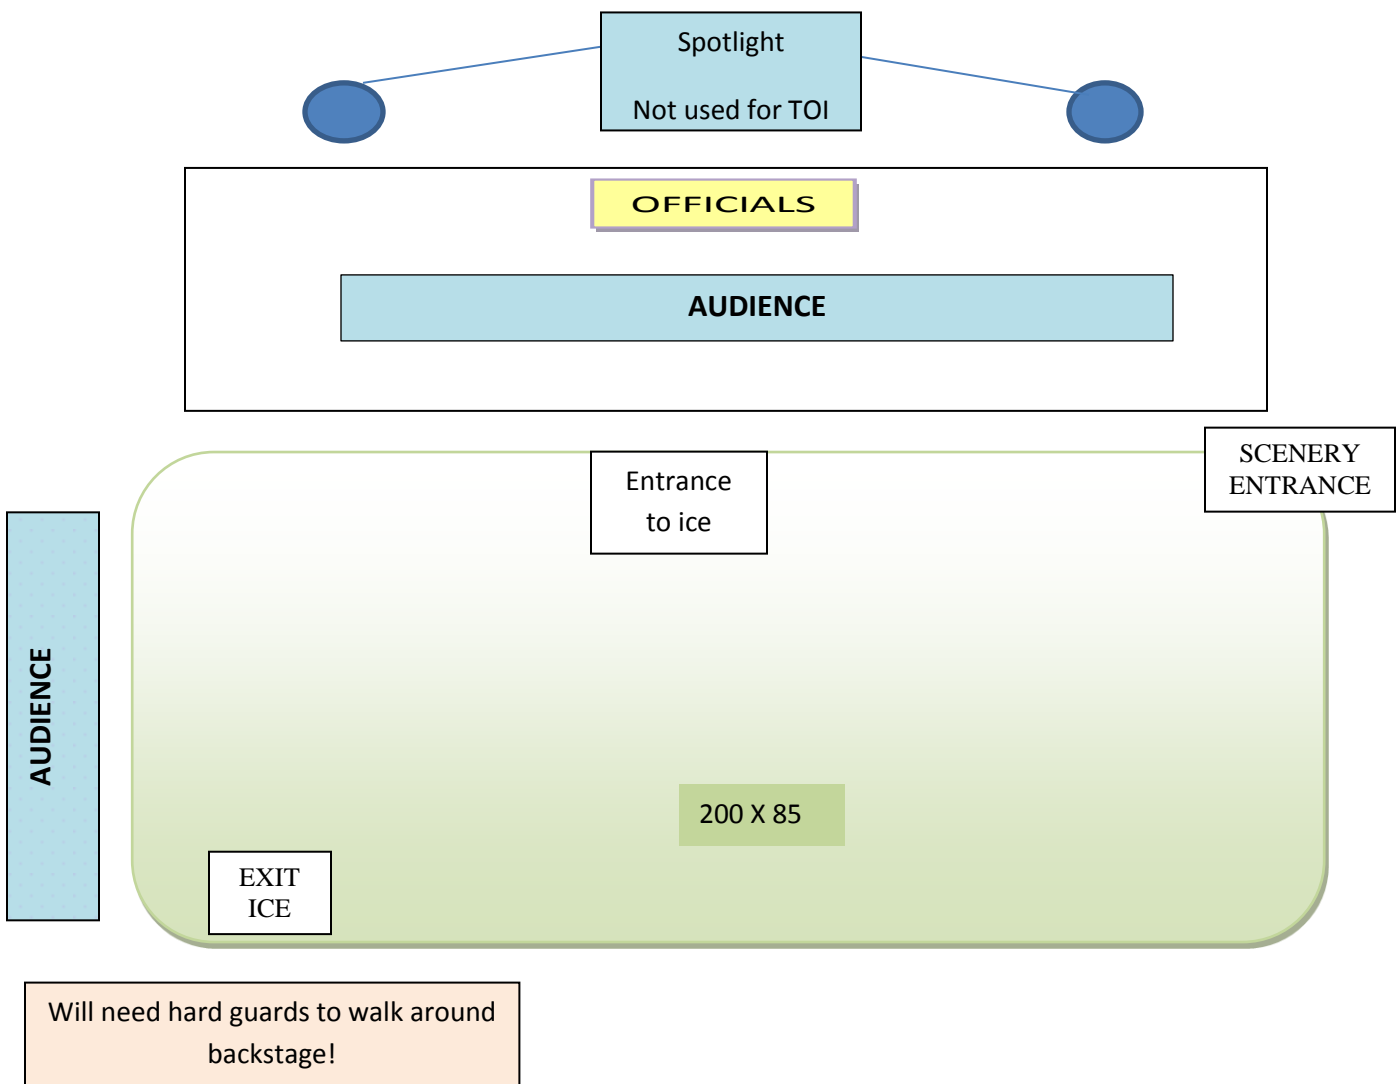 Spotlight
Not used for TOI
OFFICIALS
AUDIENCE
SCENERY
ENTRANCE
Entrance
to ice
AUDIENCE
200 X 85
EXIT
ICE
Will need hard guards to walk around
backstage!